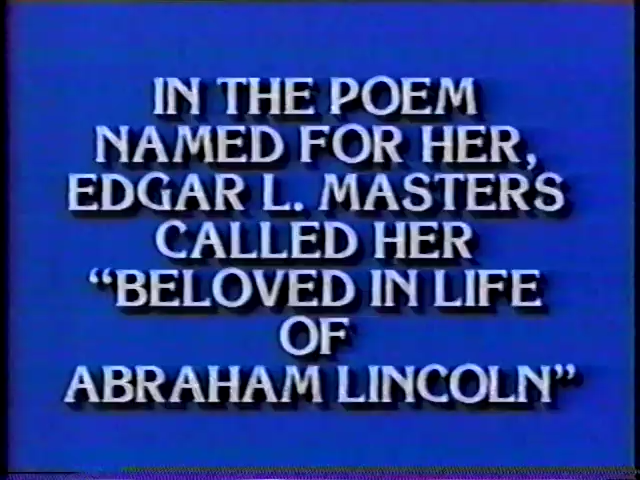 IN THE POEM
NAMED FOR HER,
EDGAR L. MASTERS
CALLED HER
“BELOVED IN LIFE
OF
ABRAHAM LINCOLN”